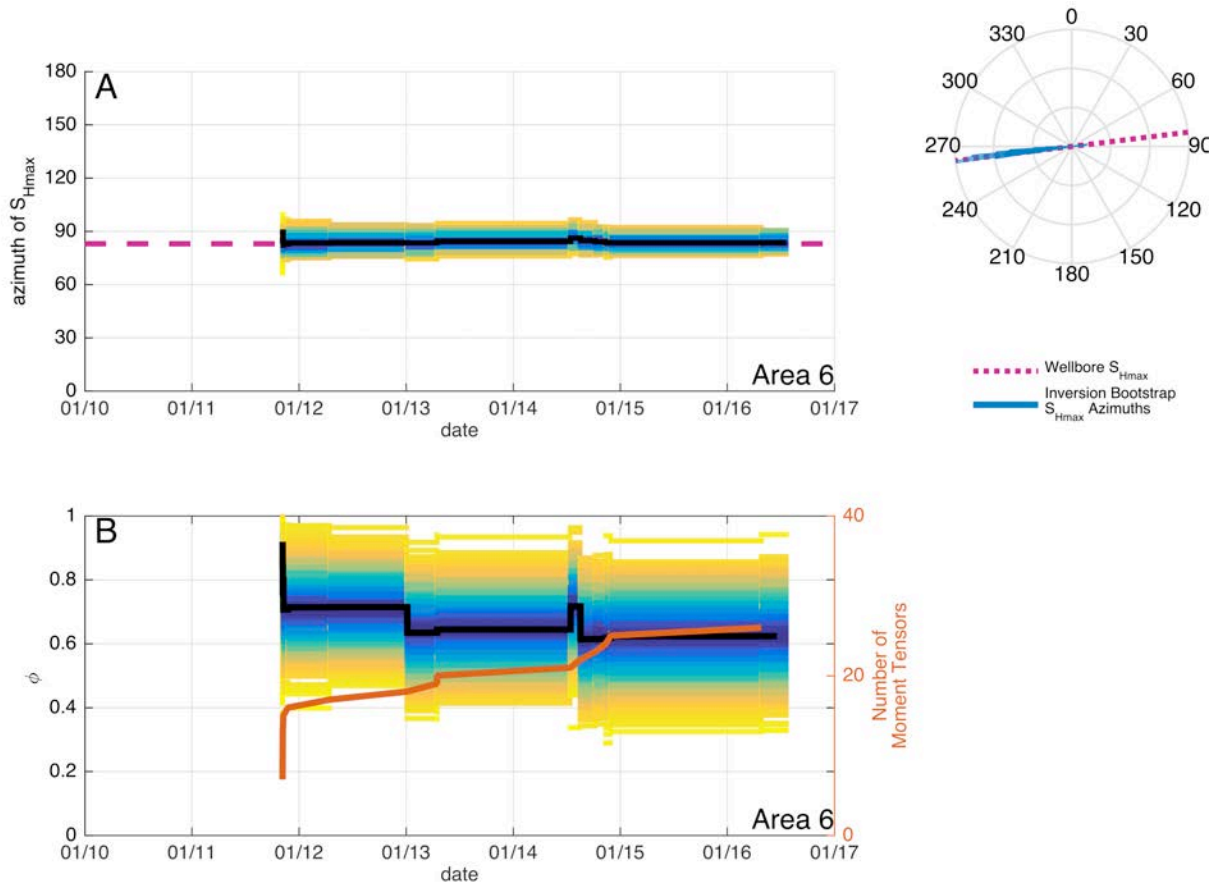 A
180
150
120
90
60
30
0
azimuth of SHmax
01/10 01/11 01/12 01/13 01/14 01/15 01/16 01/17
date
Area 6
0
30
60
90
120
150
180
210
240
270
300
330
Wellbore SHmax
Inversion Bootstrap
SHmax Azimuths
B
1
0.8
0.6
0.4
0.2
0
ϕ
40
20
0
Number of
Moment Tensors
01/10 01/11 01/12 01/13 01/14 01/15 01/16 01/17
date
Area 6